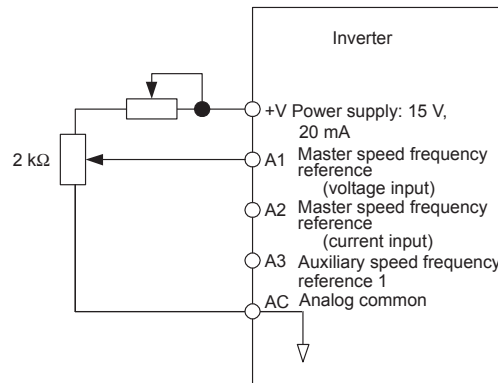 Inverter
+V Power supply: 15 V,
20 mA
2 kΩ
A1 Master speed frequency
reference
(voltage input)
A2 Master speed frequency
reference
(current input)
A3 Auxiliary speed frequency
reference 1
AC Analog common